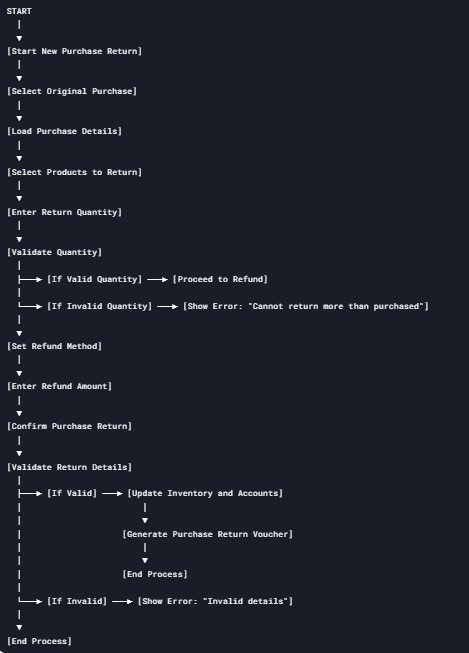 START
[Start New Purchase Return]
[Select Original Purchase]
[Load Purchase Details]
[Select Products to Return]
[Enter Return Quantity]
[Validate Quantity]
[If Valid Quantity] [Proceed to Refund]
[If Invalid Quantity] [Show Error: "Cannot return more than purchased"]
[Set Refund Method]
[Enter Refund Amount]
[Confirm Purchase Return]
[Validate Return Details]
[If Valid] [Update Inventory and Accounts]
[Generate Purchase Return Voucher]
[End Process]
[If Invalid] [Show Error: "Invalid details"]
[End Process]